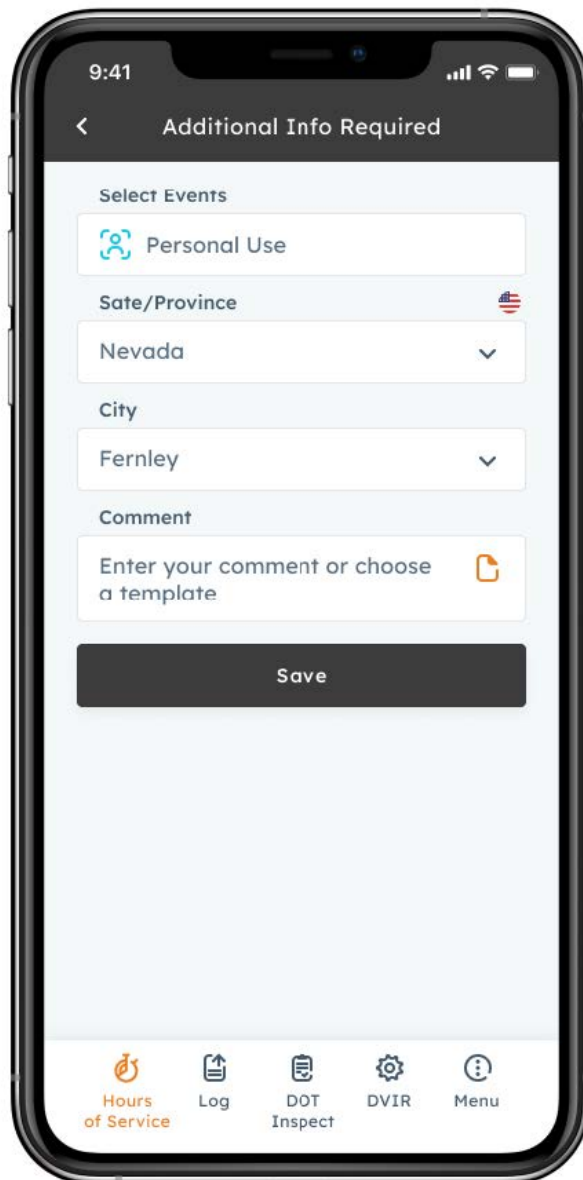 9:41
Additional Info Required
Select Events
Personal Use
Sate/Province
Nevada
City
Fernley
Comment
Enter your comment or choose
a template
Save
Hours
of Service
Log
DOT
Inspect
DVIR
Menu